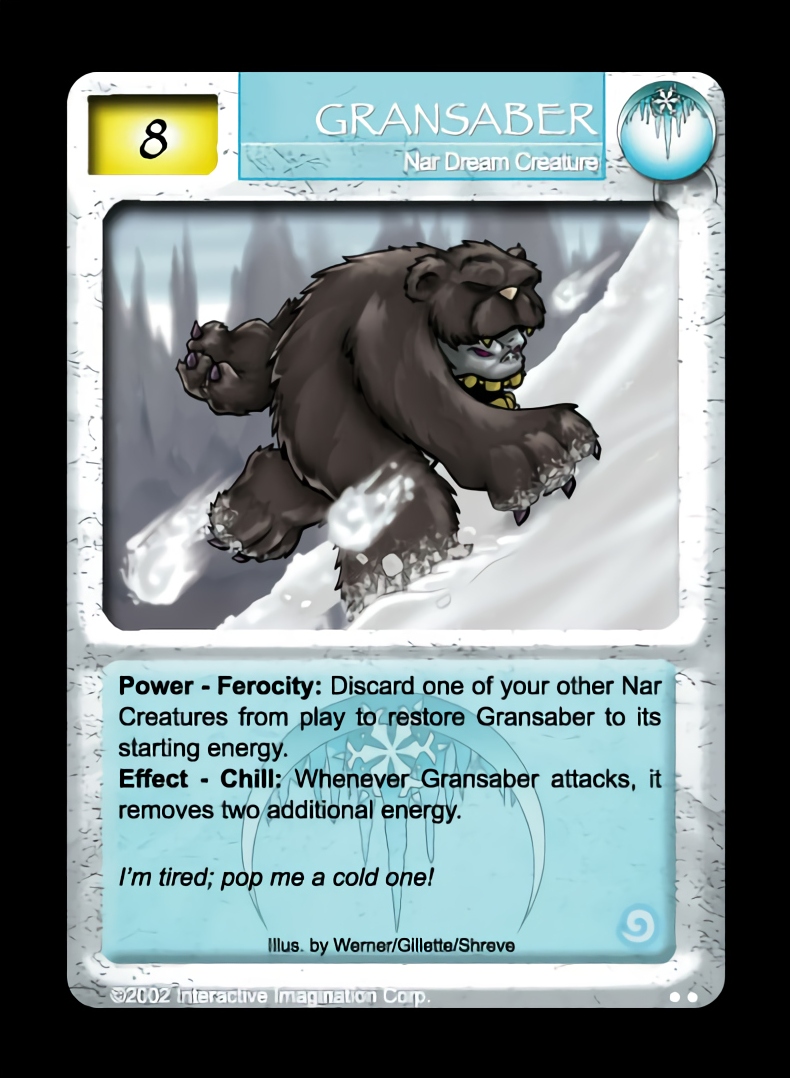 8
GRANSABER
Nar Dream Creature
Power - Ferocity: Discard one of your other Nar
Creatures from play to restore Gransaber to its
starting energy.
Effect - Chill: Whenever Gransaber attacks, it
removes two additional energy.
I'm tired; pop me a cold one!
Illus. by Werner/Gillette/Shreve
©2002 Interactive Imagination Corp.